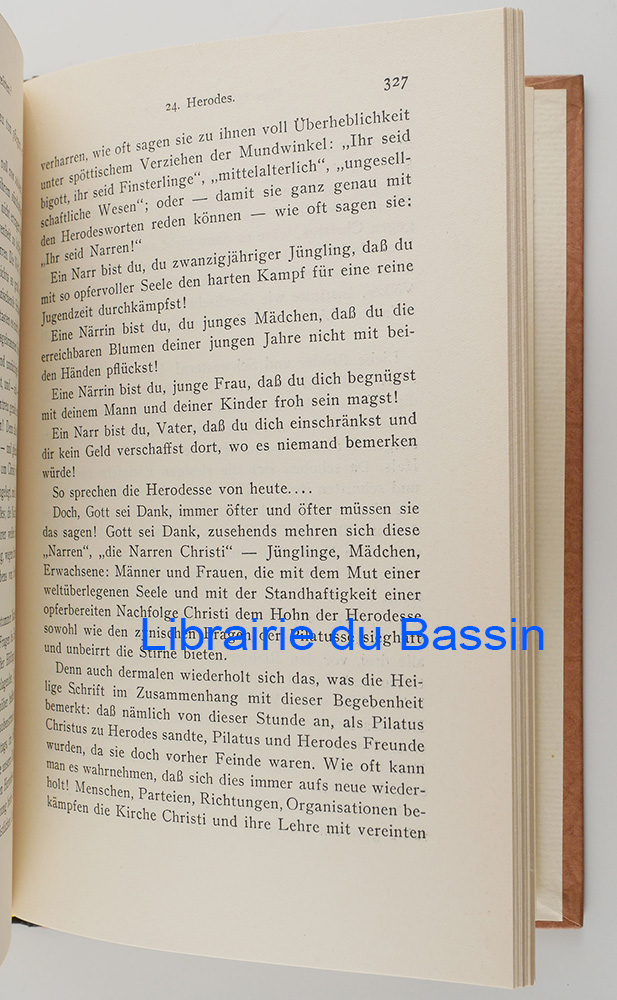 24. Herodes.
327
verharren, wie oft sagen sie zu ihnen voll Überheblichkeit
unter spöttischem Verziehen der Mundwinkel: „Ihr seid
bigott, ihr seid Finsterlinge", „mittelalterlich", „ungesell-
schaftliche Wesen"; oder — damit sie ganz genau mit
den Herodesworten reden können — wie oft sagen sie:
„Ihr seid Narren!"
Ein Narr bist du, du zwanzigjähriger Jüngling, daß du
mit so opfervoller Seele den harten Kampf für eine reine
Jugendzeit durchkämpfst!
Eine Närrin bist du, du junges Mädchen, daß du die
erreichbaren Blumen deiner jungen Jahre nicht mit bei-
den Händen pflückst!
Eine Närrin bist du, junge Frau, daß du dich begnügst
mit deinem Mann und deiner Kinder froh sein magst!
Ein Narr bist du, Vater, daß du dich einschränkst und
dir kein Geld verschaffst dort, wo es niemand bemerken
würde!
So sprechen die Herodesse von heute....
Doch, Gott sei Dank, immer öfter und öfter müssen sie
das sagen! Gott sei Dank, zusehends mehren sich diese
„Narren", „die Narren Christi" — Jünglinge, Mädchen,
Erwachsene: Männer und Frauen, die mit dem Mut einer
weltüberlegenen Seele und mit der Standhaftigkeit einer
opferbereiten Nachfolge Christi dem Hohn der Herodesse
sowohl wie den zynischen Fragen der Pilatusse sieghaft
und unbeirrt die Stirne bieten.
Librairie du Bassin
Denn auch dermalen wiederholt sich das, was die Hei-
lige Schrift im Zusammenhang mit dieser Begebenheit
bemerkt: daß nämlich von dieser Stunde an, als Pilatus
Christus zu Herodes sandte, Pilatus und Herodes Freunde
wurden, da sie doch vorher Feinde waren. Wie oft kann
man es wahrnehmen, daß sich dies immer aufs neue wieder-
holt! Menschen, Parteien, Richtungen, Organisationen be-
kämpfen die Kirche Christi und ihre Lehre mit vereinten